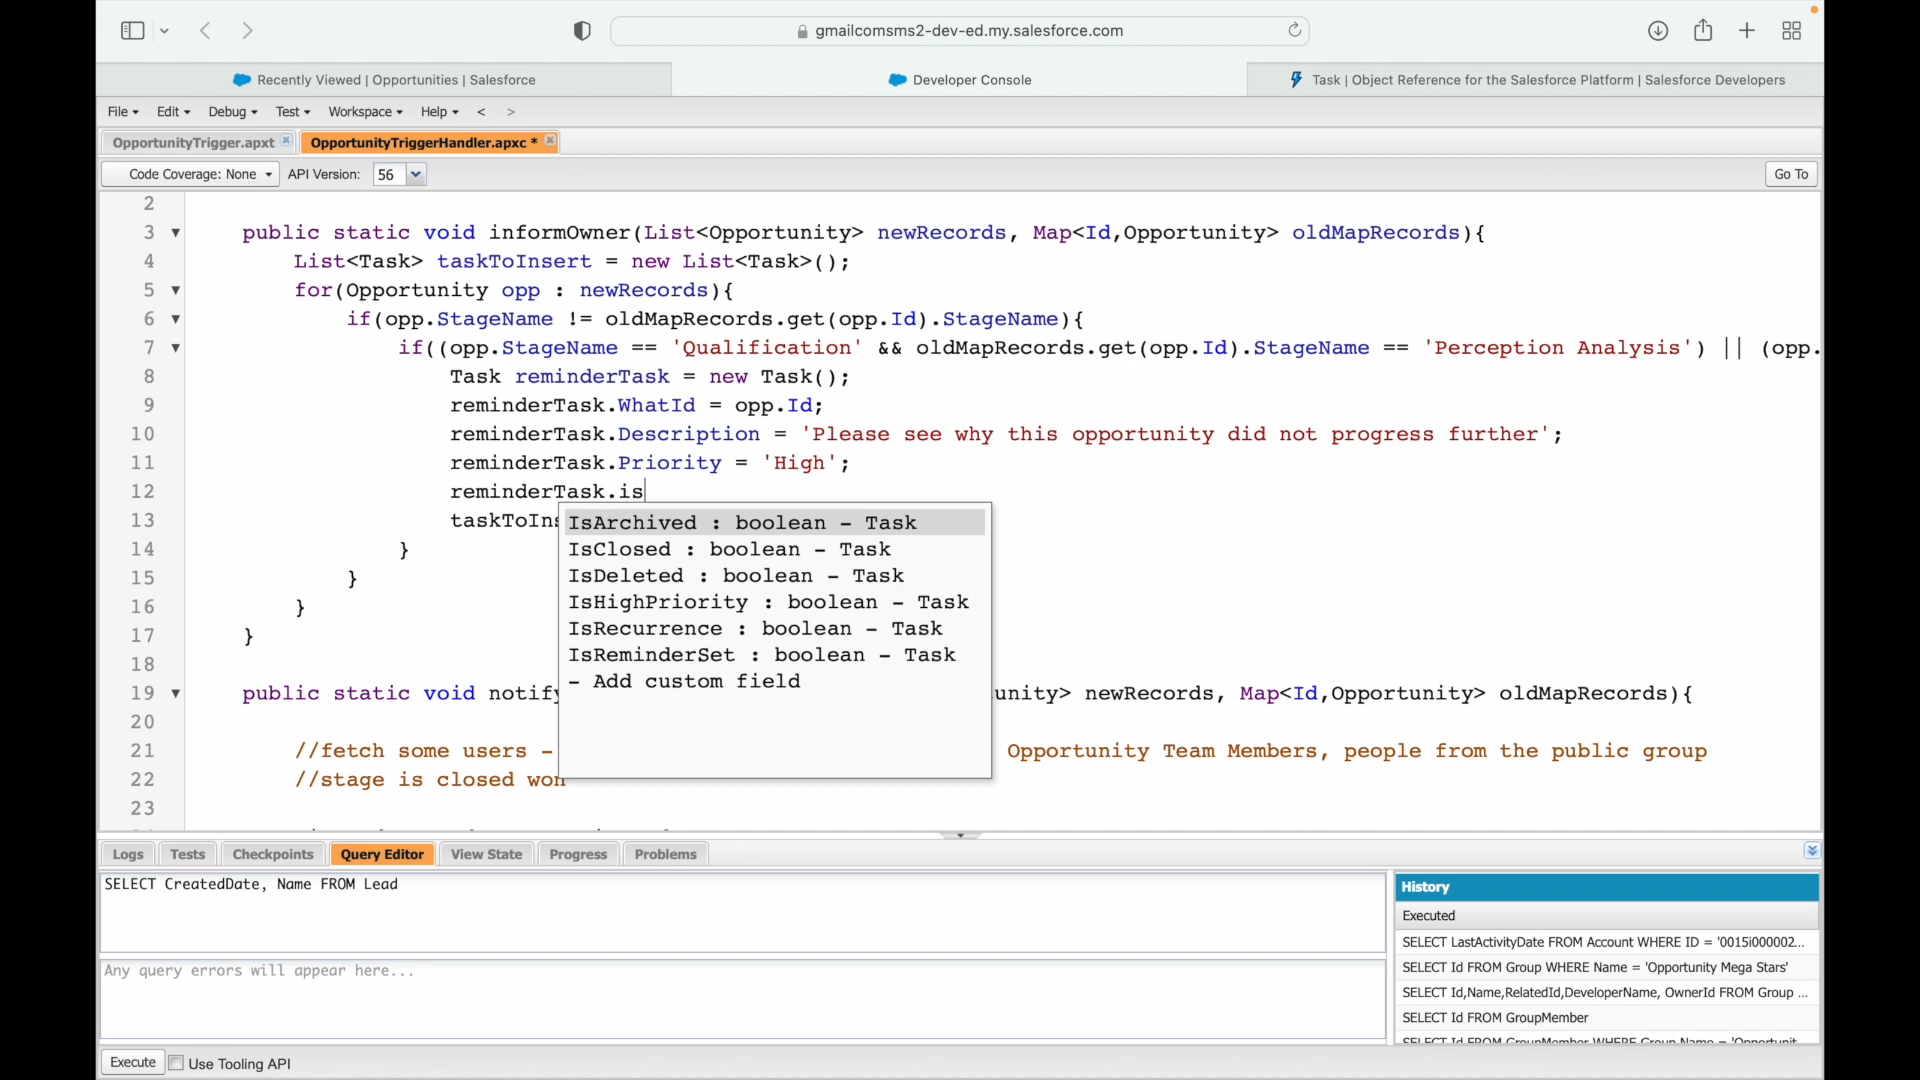 gmailcomsms2-dev-ed.my.salesforce.com
Recently Viewed | Opportunities | Salesforce
Developer Console
Task | Object Reference for the Salesforce Platform | Salesforce Developers
File Edit Debug Test Workspace Help < >
OpportunityTrigger.apxt OpportunityTriggerHandler.apxc *
Code Coverage: None API Version: 56 Go To
2
3 public static void informOwner(List<Opportunity> newRecords, Map<Id,Opportunity> oldMapRecords){
4 List<Task> taskToInsert = new List<Task>();
5 for(Opportunity opp : newRecords){
6 if(opp.StageName != oldMapRecords.get(opp.Id).StageName){
7 if((opp.StageName == 'Qualification' && oldMapRecords.get(opp.Id).StageName == 'Perception Analysis') || (opp.
8 Task reminderTask = new Task();
9 reminderTask.WhatId = opp.Id;
10 reminderTask.Description = 'Please see why this opportunity did not progress further';
11 reminderTask.Priority = 'High';
12 reminderTask.is
13 taskToIns
IsArchived : boolean – Task
IsClosed : boolean – Task
IsDeleted : boolean – Task
IsHighPriority : boolean – Task
IsRecurrence : boolean – Task
IsReminderSet : boolean – Task
– Add custom field
14 }
15 }
16 }
17 }
18
19 public static void notify unity> newRecords, Map<Id,Opportunity> oldMapRecords){
20
21 //fetch some users – Opportunity Team Members, people from the public group
22 //stage is closed won
23
Logs Tests Checkpoints Query Editor View State Progress Problems
SELECT CreatedDate, Name FROM Lead
Any query errors will appear here...
History
Executed
SELECT LastActivityDate FROM Account WHERE ID = '0015i000002...
SELECT Id FROM Group WHERE Name = 'Opportunity Mega Stars'
SELECT Id,Name,RelatedId,DeveloperName, OwnerId FROM Group ...
SELECT Id FROM GroupMember
SELECT Id FROM GroupMember WHERE Group.Name = 'Opportunit...
Execute Use Tooling API